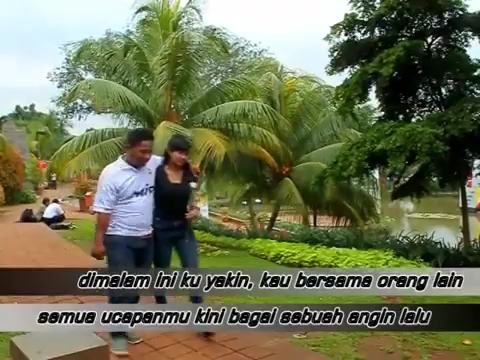 dimalam ini ku yakin, kau bersama orang lain
semua ucapanmu kini bagai sebuah angin lalu